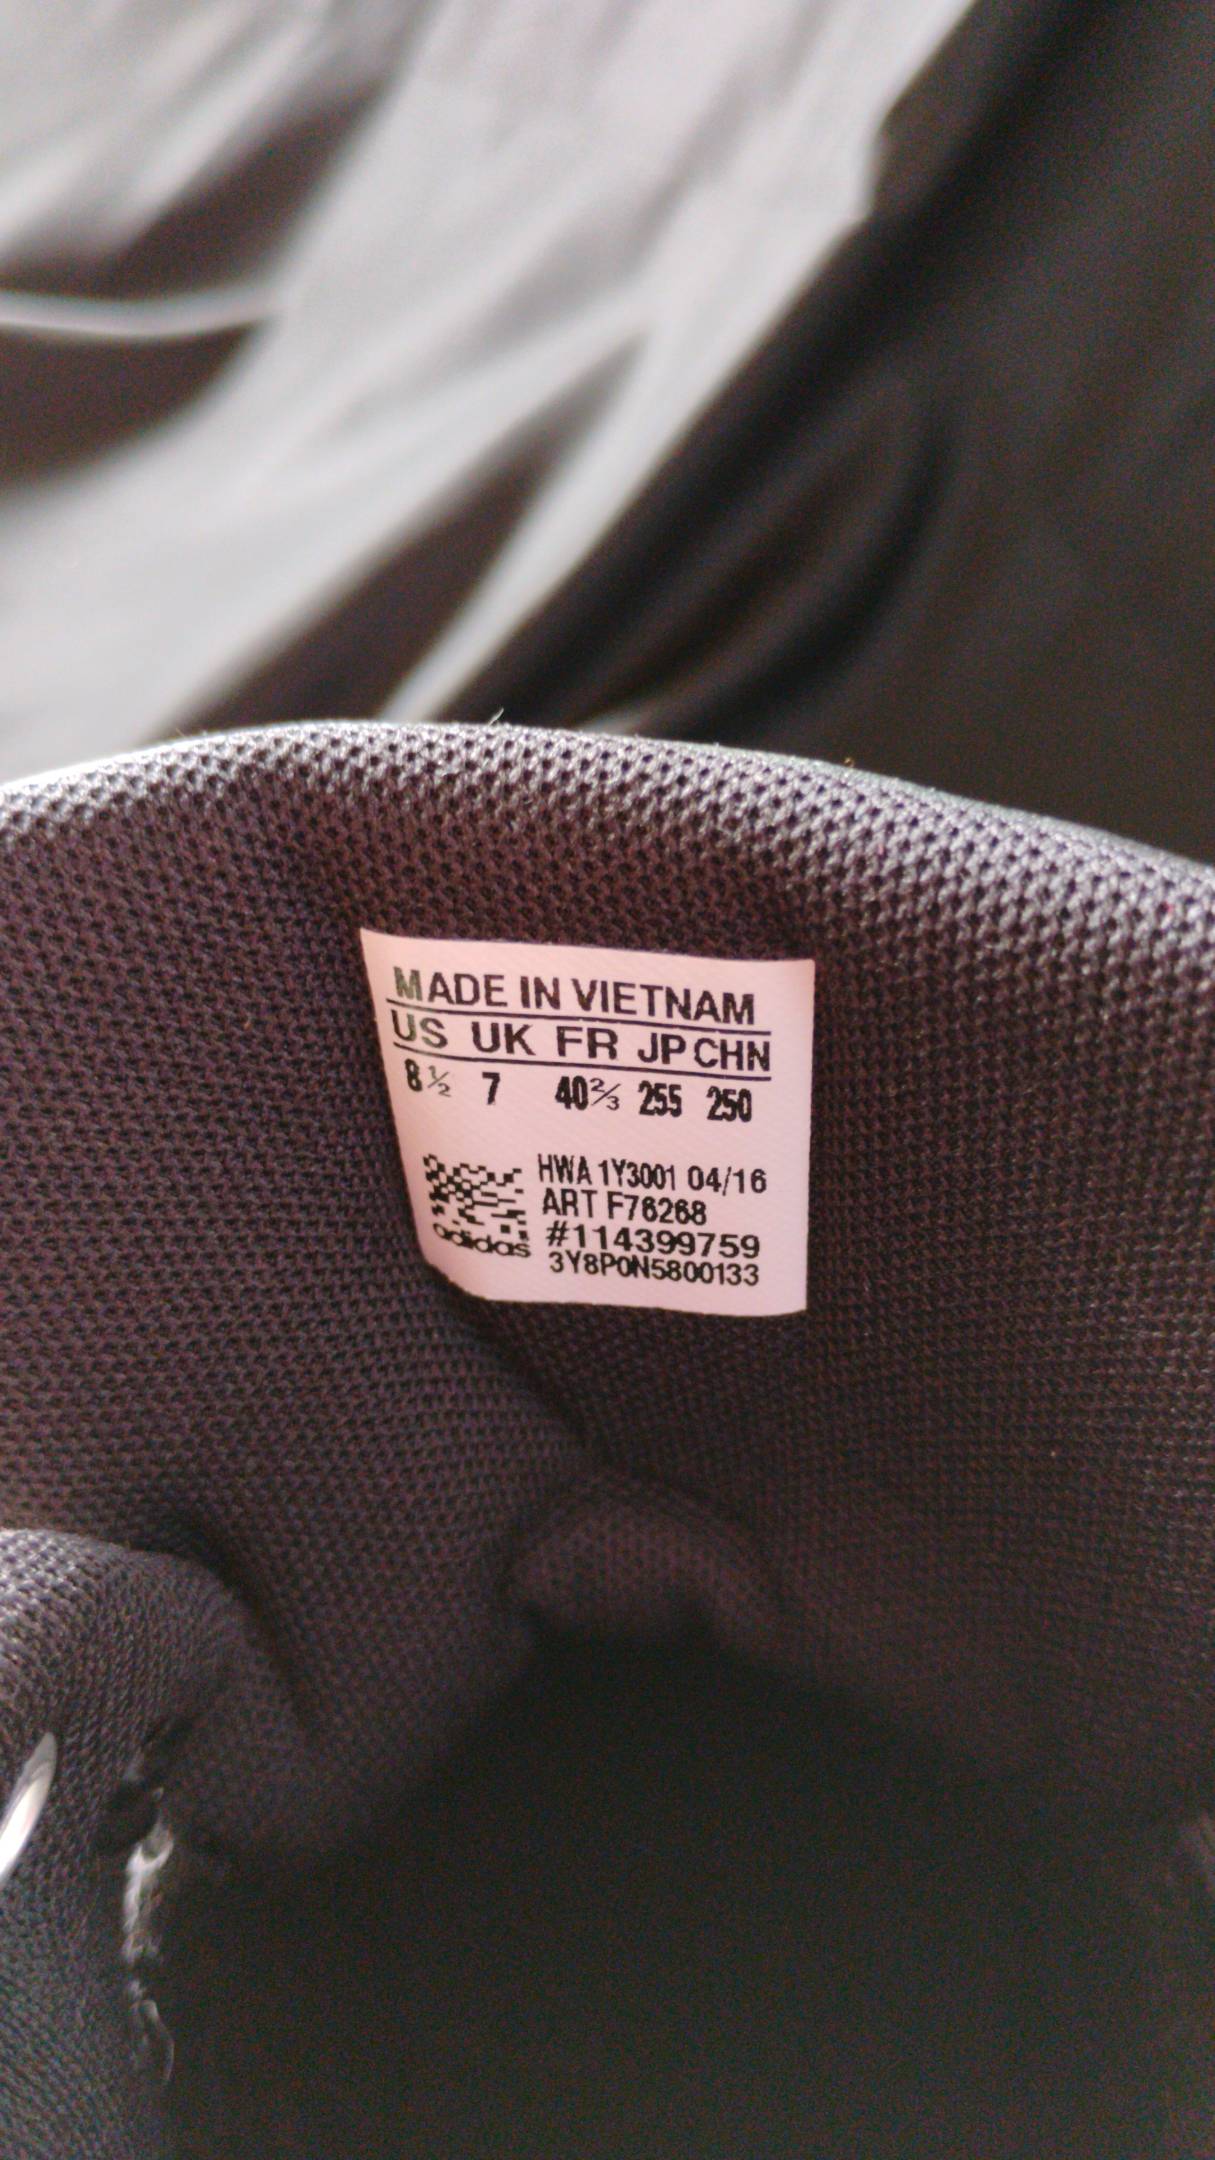 MADE IN VIETNAM
US UK FR JP CHN
8½ 7 40⅔ 255 250
HWA 1Y3001 04/16
ART F76268
#114399759
adidas
3Y8P0N5800133